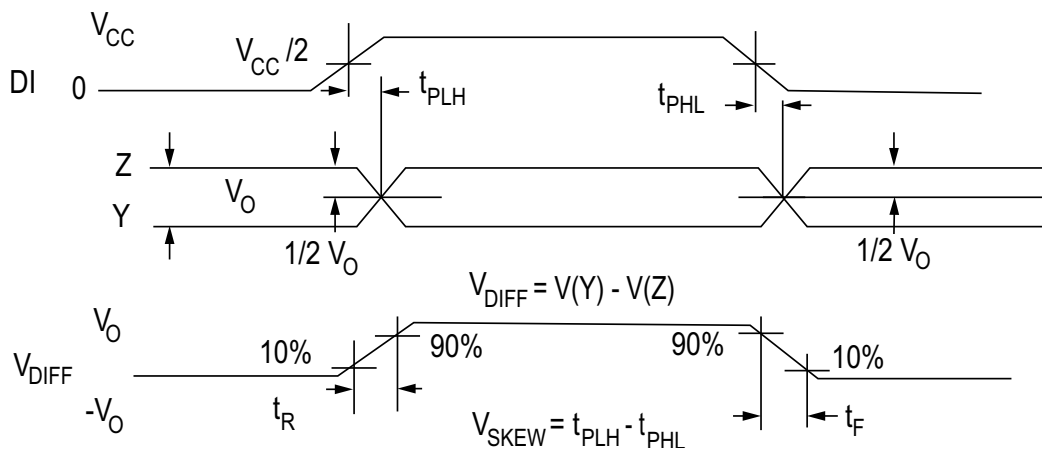 V_CC
V_CC /2
DI 0
t_PLH
t_PHL
Z
V_O
Y
1/2 V_O
1/2 V_O
V_DIFF = V(Y) - V(Z)
V_O
10%
90%
90%
10%
V_DIFF
-V_O
t_R
V_SKEW = t_PLH - t_PHL
t_F